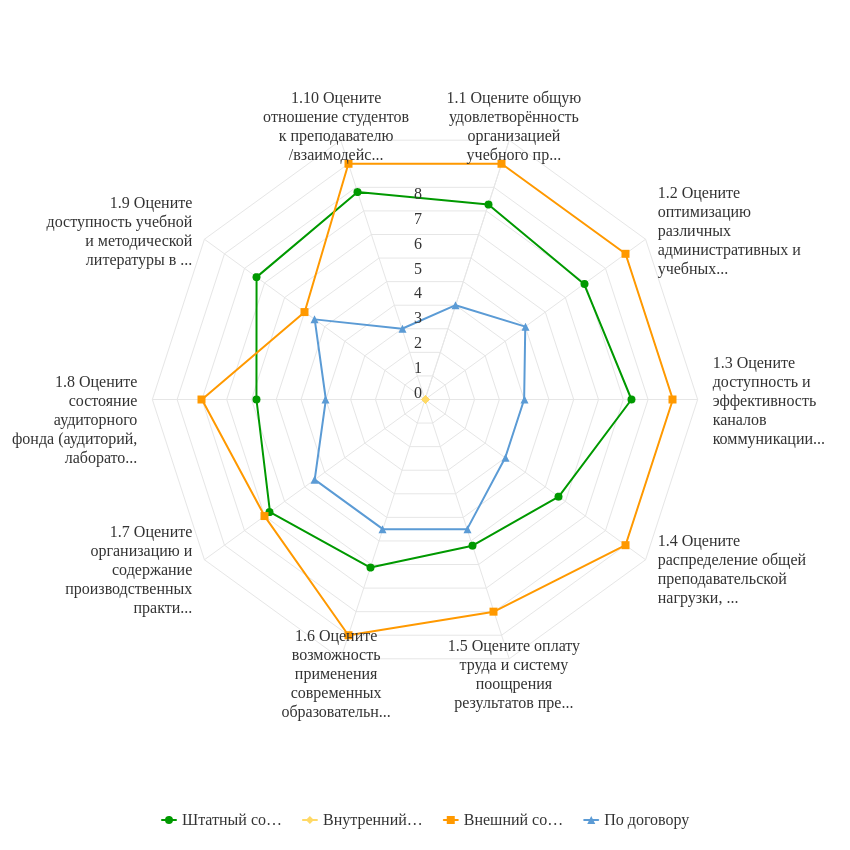 1.10 Оцените
отношение студентов
к преподавателю
/взаимодейс...
1.1 Оцените общую
удовлетворённость
организацией
учебного пр...
1.2 Оцените
оптимизацию
различных
административных и
учебных...
1.3 Оцените
доступность и
эффективность
каналов
коммуникации...
1.4 Оцените
распределение общей
преподавательской
нагрузки, ...
1.5 Оцените оплату
труда и систему
поощрения
результатов пре...
1.6 Оцените
возможность
применения
современных
образовательн...
1.7 Оцените
организацию и
содержание
производственных
практи...
1.8 Оцените
состояние
аудиторного
фонда (аудиторий,
лаборато...
1.9 Оцените
доступность учебной
и методической
литературы в ...
8
7
6
5
4
3
2
1
0
Штатный со… Внутренний… Внешний со… По договору